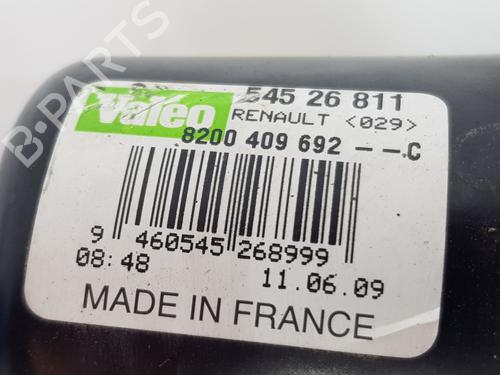 Valeo
545 26 811
RENAULT <029>
8200 409 692 --C
9 460545 268999
08:48 11.06.09
MADE IN FRANCE